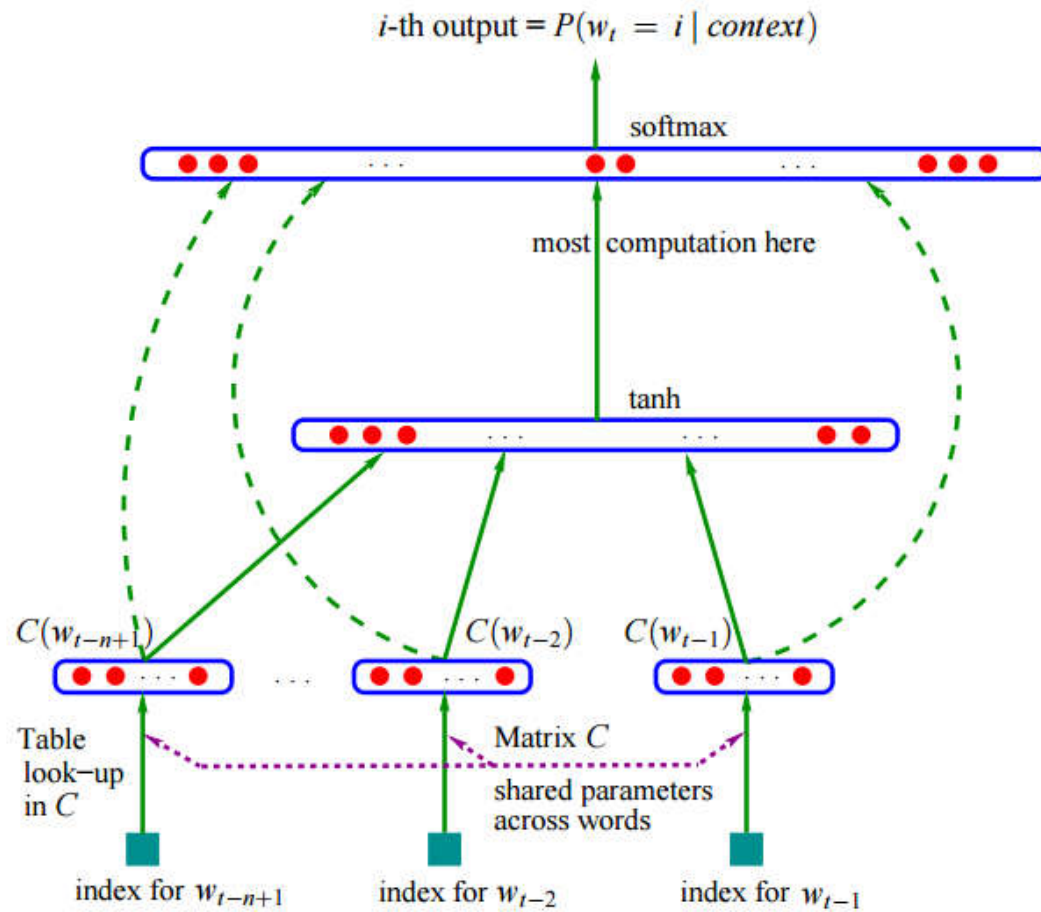 i-th output = P(w_t = i | context)
softmax
. . . . . .
most computation here
tanh
. . . . . .
C(w_{t−n+1}) C(w_{t−2}) C(w_{t−1})
. . . . . . . . . . . .
Table
look−up
in C
Matrix C
shared parameters
across words
index for w_{t−n+1} index for w_{t−2} index for w_{t−1}